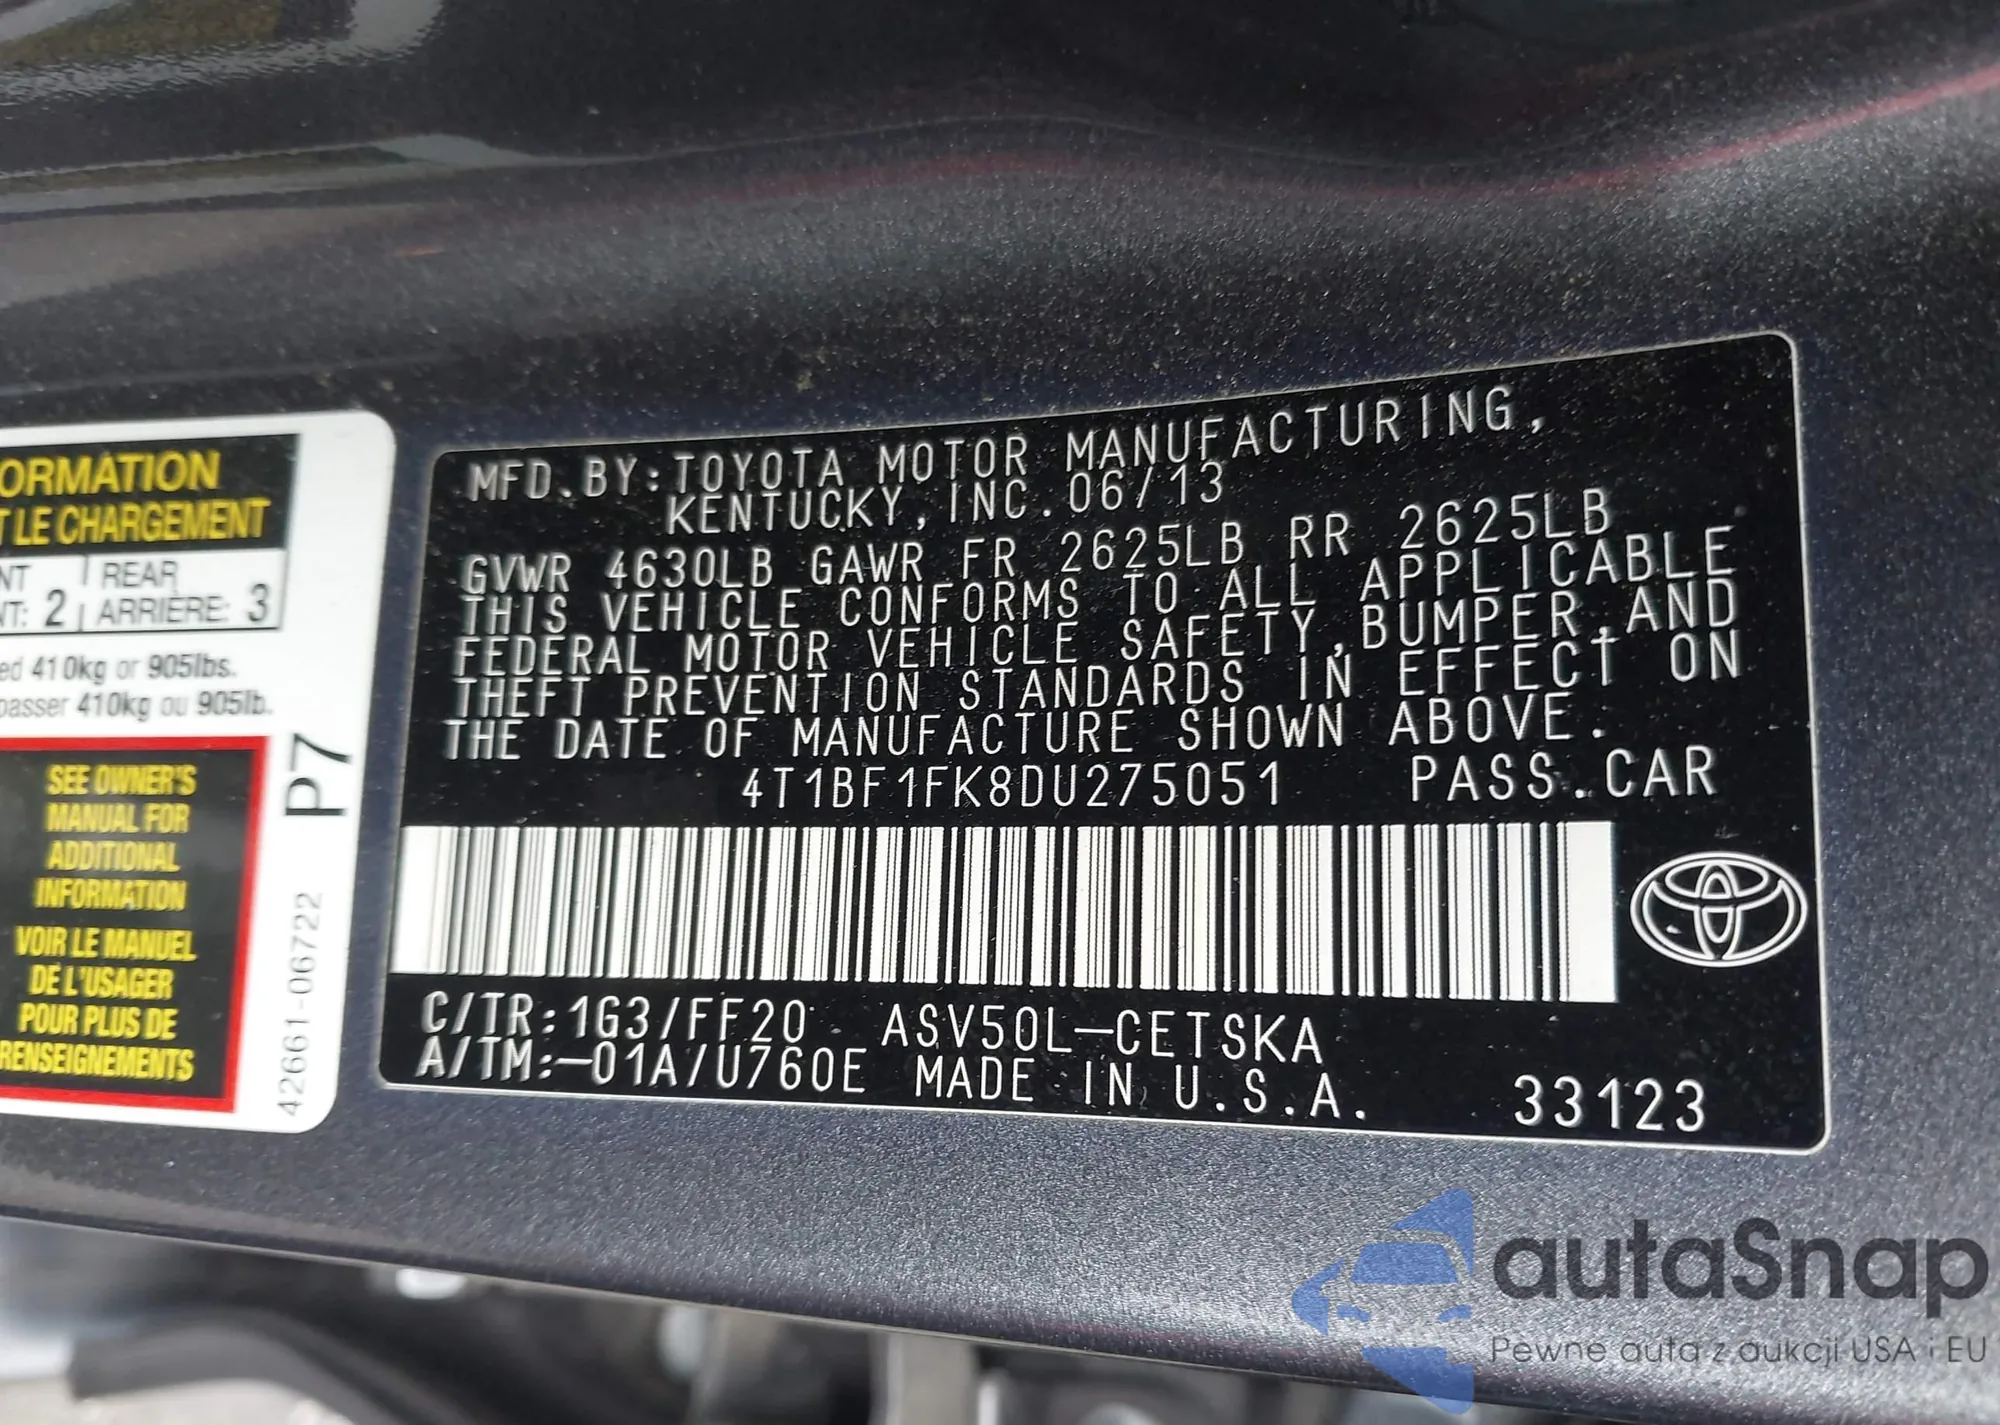 ORMATION
T LE CHARGEMENT
NT 2 REAR
NT: ARRIÈRE: 3
ed 410kg or 905lbs.
passer 410kg ou 905lb.
SEE OWNER'S
MANUAL FOR
ADDITIONAL
INFORMATION
VOIR LE MANUEL
DE L'USAGER
POUR PLUS DE
RENSEIGNEMENTS
P7
42661-06722
MFD.BY:TOYOTA MOTOR MANUFACTURING,
KENTUCKY,INC.06/13
GVWR 4630LB GAWR FR 2625LB RR 2625LB
THIS VEHICLE CONFORMS TO ALL APPLICABLE
FEDERAL MOTOR VEHICLE SAFETY,BUMPER,AND
THEFT PREVENTION STANDARDS IN EFFECT ON
THE DATE OF MANUFACTURE SHOWN ABOVE.
4T1BF1FK8DU275051 PASS.CAR
C/TR:1G3/FF20 ASV50L-CETSKA
A/TM:-01A/U760E MADE IN U.S.A. 33123
autaSnap
Pewne auta z aukcji USA i EU